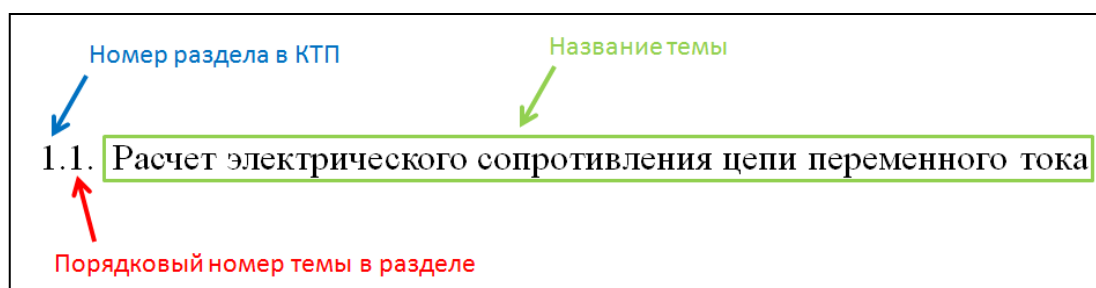 Номер раздела в КТП
Название темы
1.1. Расчет электрического сопротивления цепи переменного тока
Порядковый номер темы в разделе